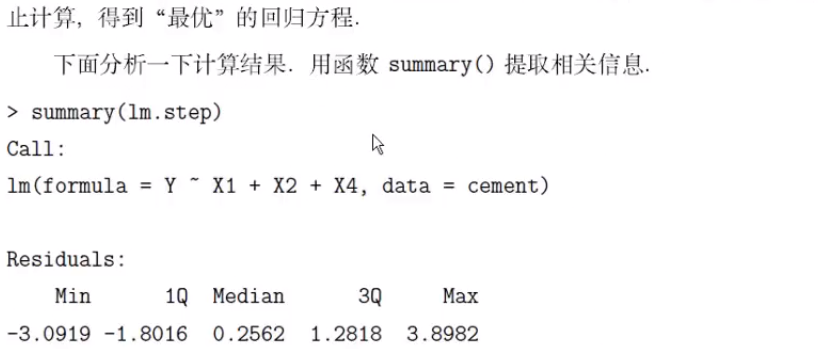 止计算, 得到“最优”的回归方程.
下面分析一下计算结果. 用函数 summary() 提取相关信息.
> summary(lm.step)
Call:
lm(formula = Y ~ X1 + X2 + X4, data = cement)
Residuals:
Min 1Q Median 3Q Max
-3.0919 -1.8016 0.2562 1.2818 3.8982